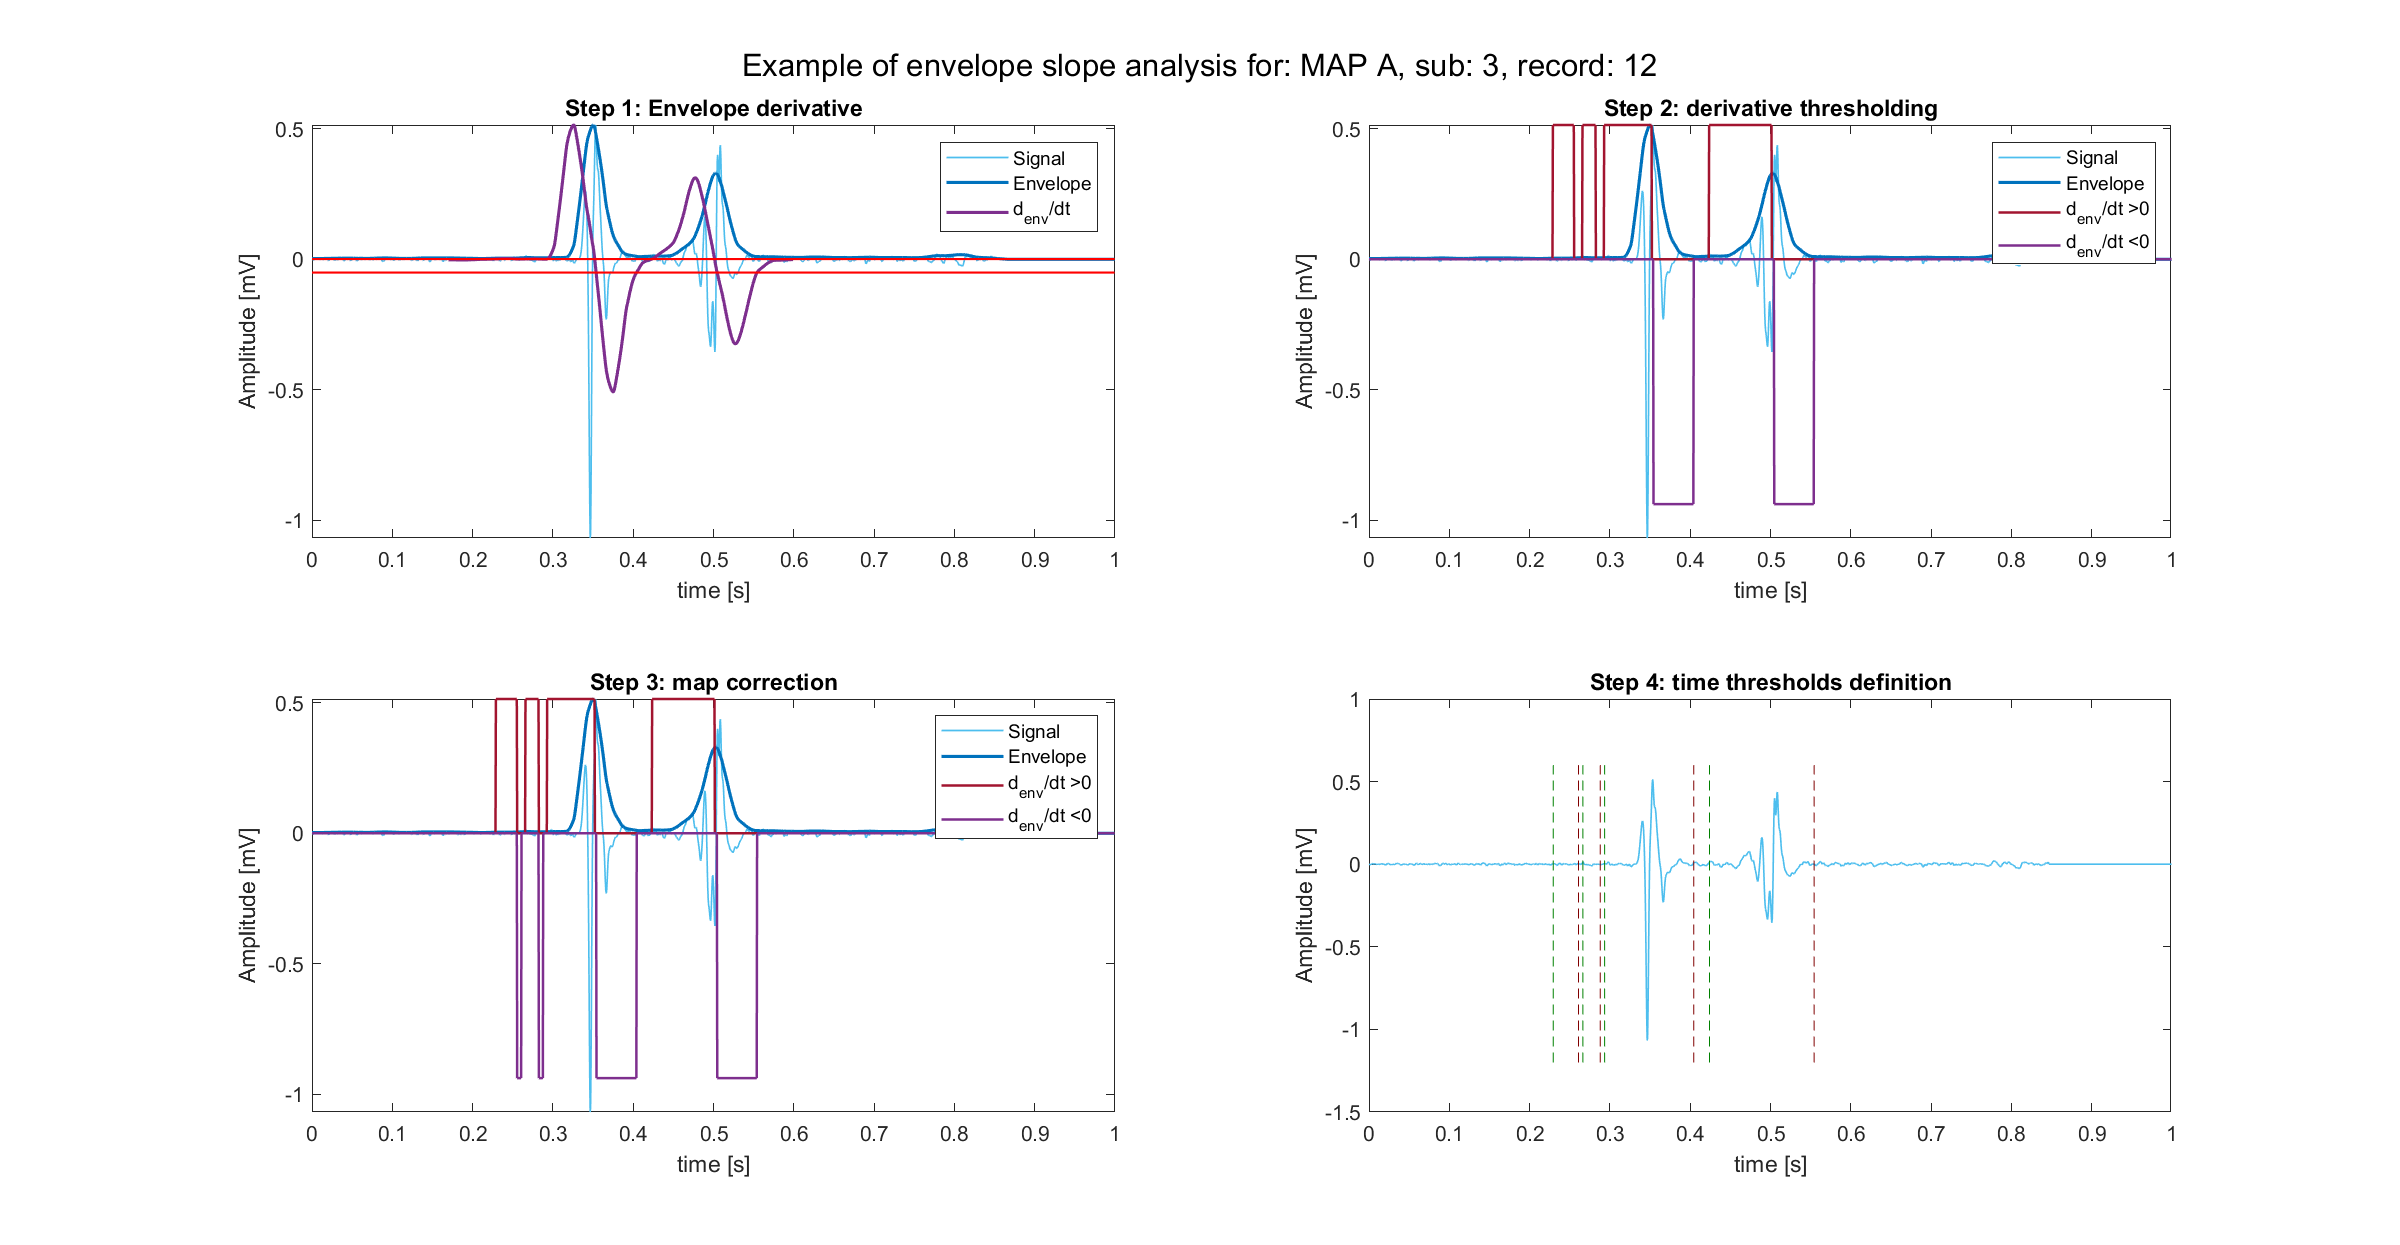 Example of envelope slope analysis for: MAP A, sub: 3, record: 12
Step 1: Envelope derivative
0.5
0
-0.5
-1
Amplitude [mV]
0 0.1 0.2 0.3 0.4 0.5 0.6 0.7 0.8 0.9 1
time [s]
Signal
Envelope
d_env/dt
Step 2: derivative thresholding
0.5
0
-0.5
-1
Amplitude [mV]
0 0.1 0.2 0.3 0.4 0.5 0.6 0.7 0.8 0.9 1
time [s]
Signal
Envelope
d_env/dt >0
d_env/dt <0
Step 3: map correction
0.5
0
-0.5
-1
Amplitude [mV]
0 0.1 0.2 0.3 0.4 0.5 0.6 0.7 0.8 0.9 1
time [s]
Signal
Envelope
d_env/dt >0
d_env/dt <0
Step 4: time thresholds definition
1
0.5
0
-0.5
-1
-1.5
Amplitude [mV]
0 0.1 0.2 0.3 0.4 0.5 0.6 0.7 0.8 0.9 1
time [s]